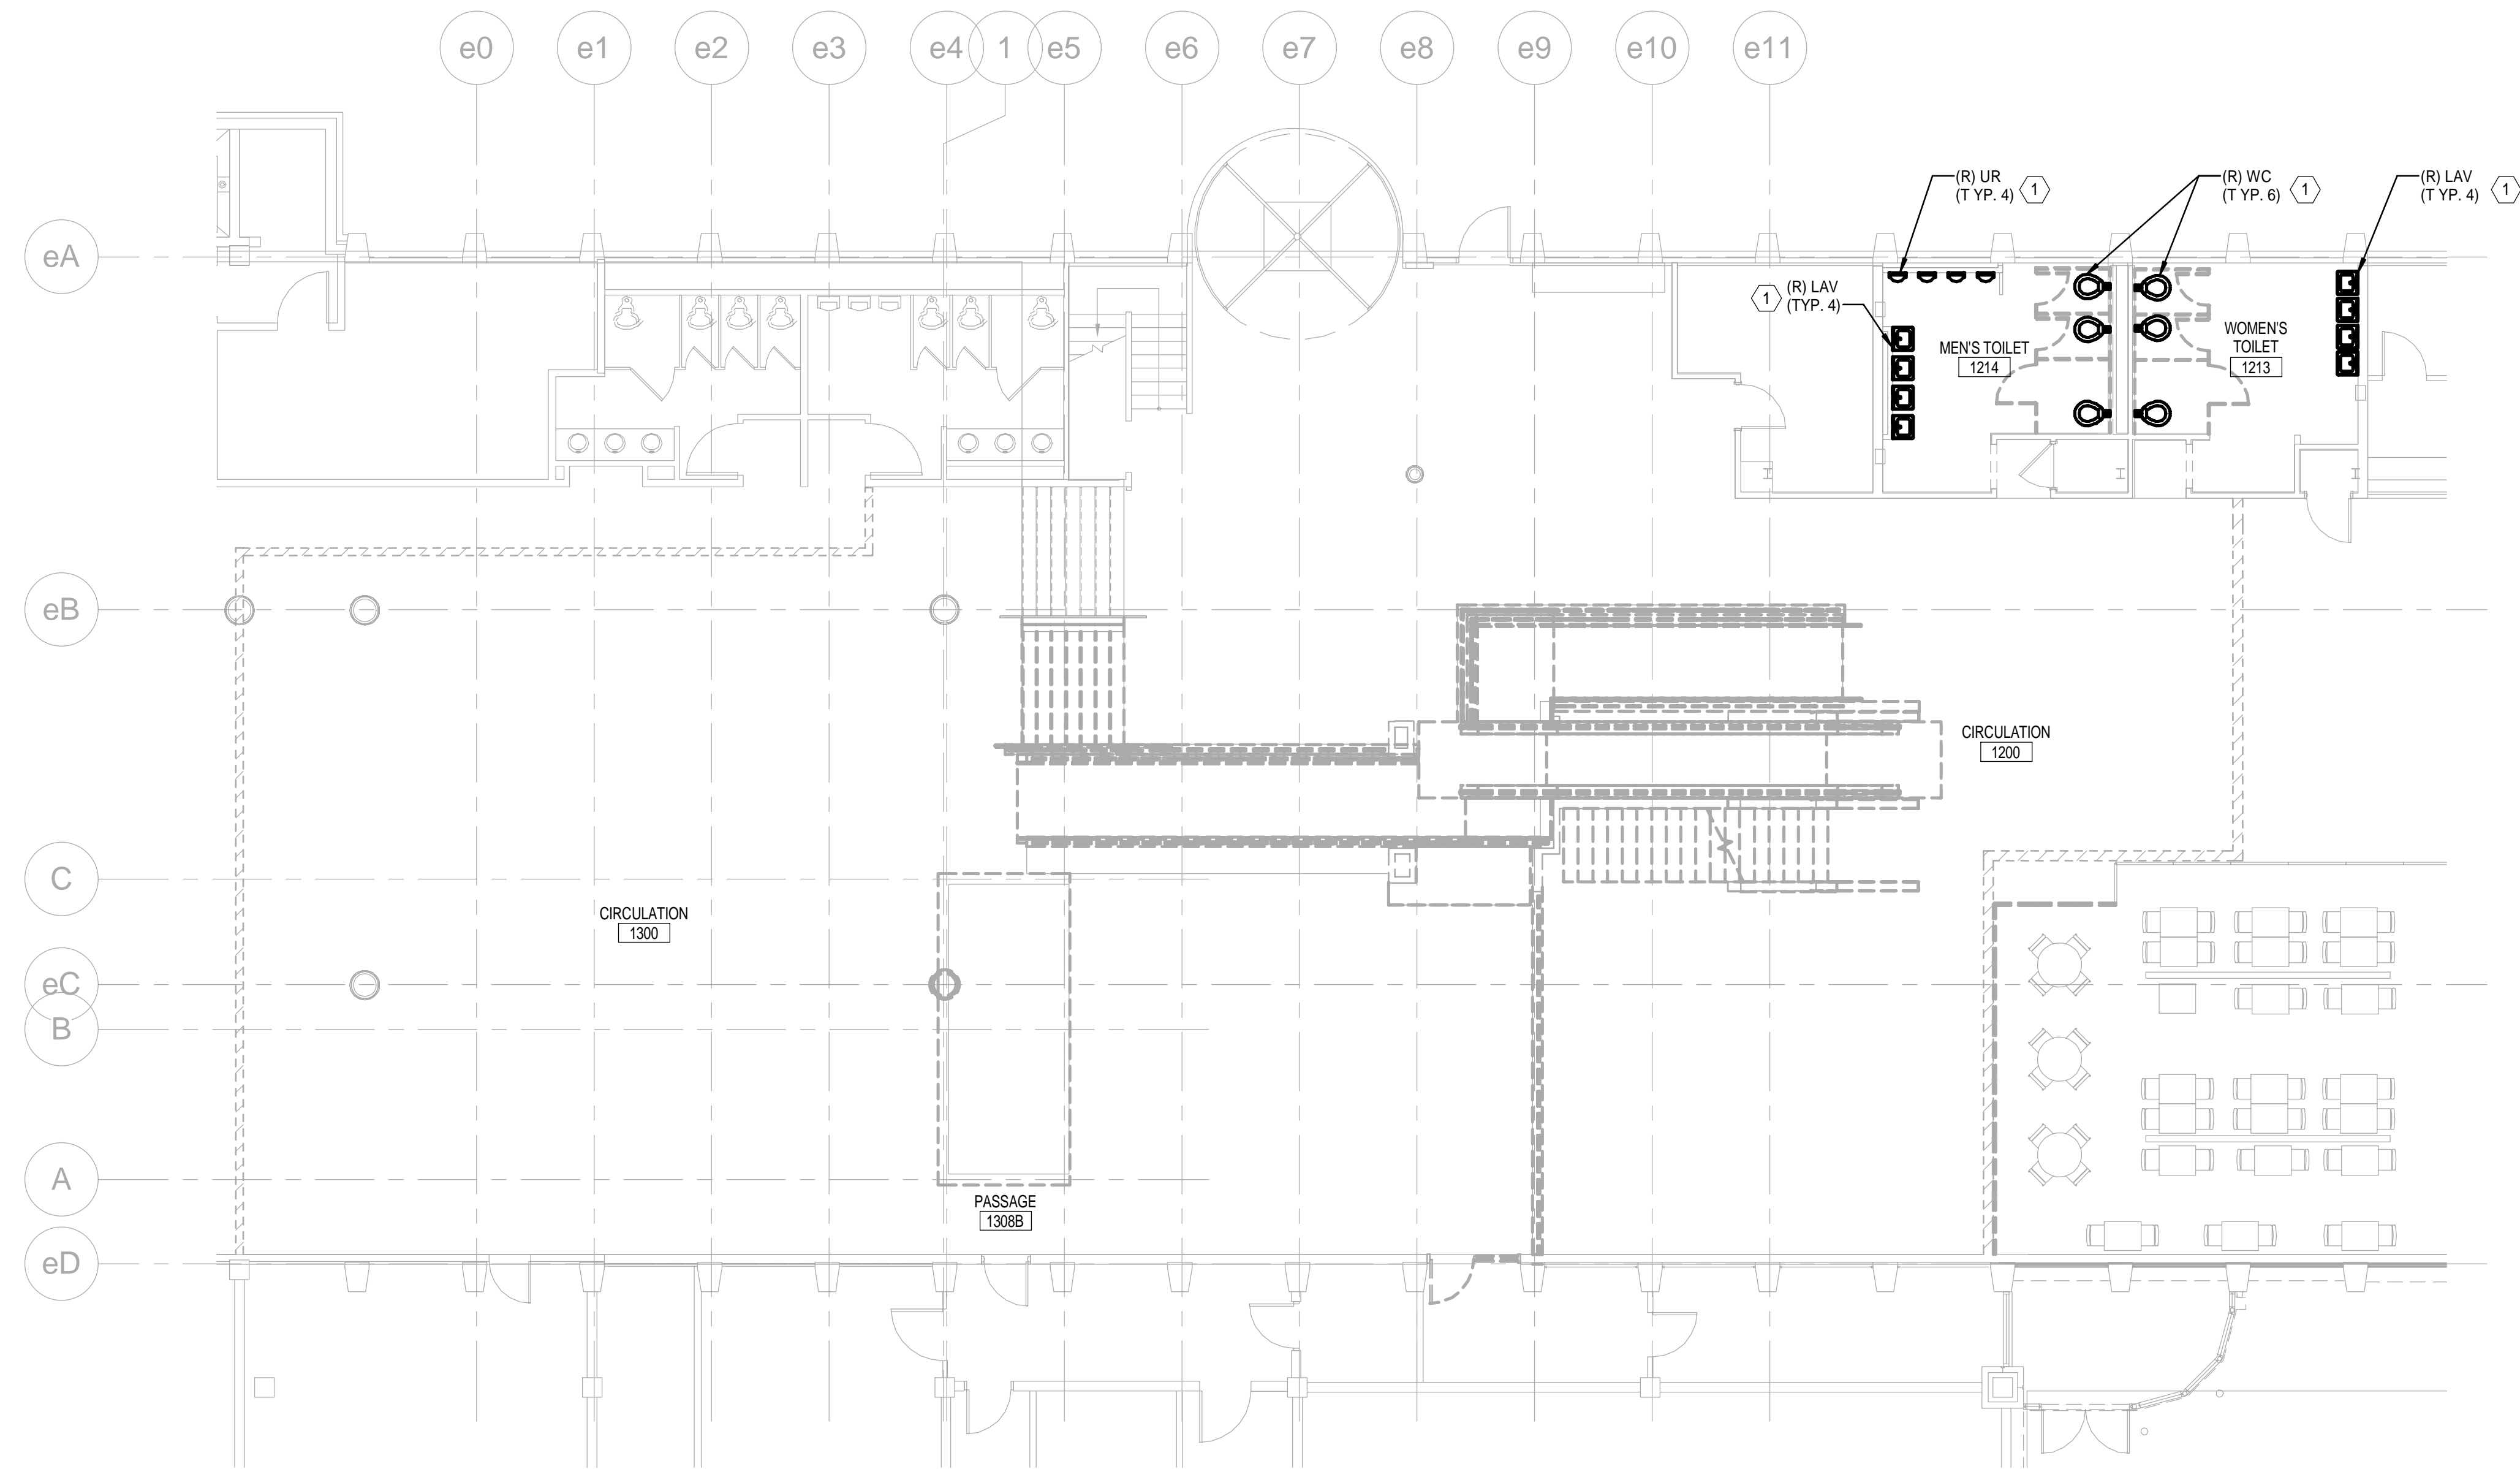 e0
e1
e2
e3
e4
1
e5
e6
e7
e8
e9
e10
e11
(R) UR
(T YP. 4)
1
(R) WC
(T YP. 6)
1
(R) LAV
(T YP. 4)
1
eA
1
(R) LAV
(TYP. 4)
MEN'S TOILET
1214
WOMEN'S
TOILET
1213
eB
CIRCULATION
1200
C
CIRCULATION
1300
eC
B
A
PASSAGE
1308B
eD